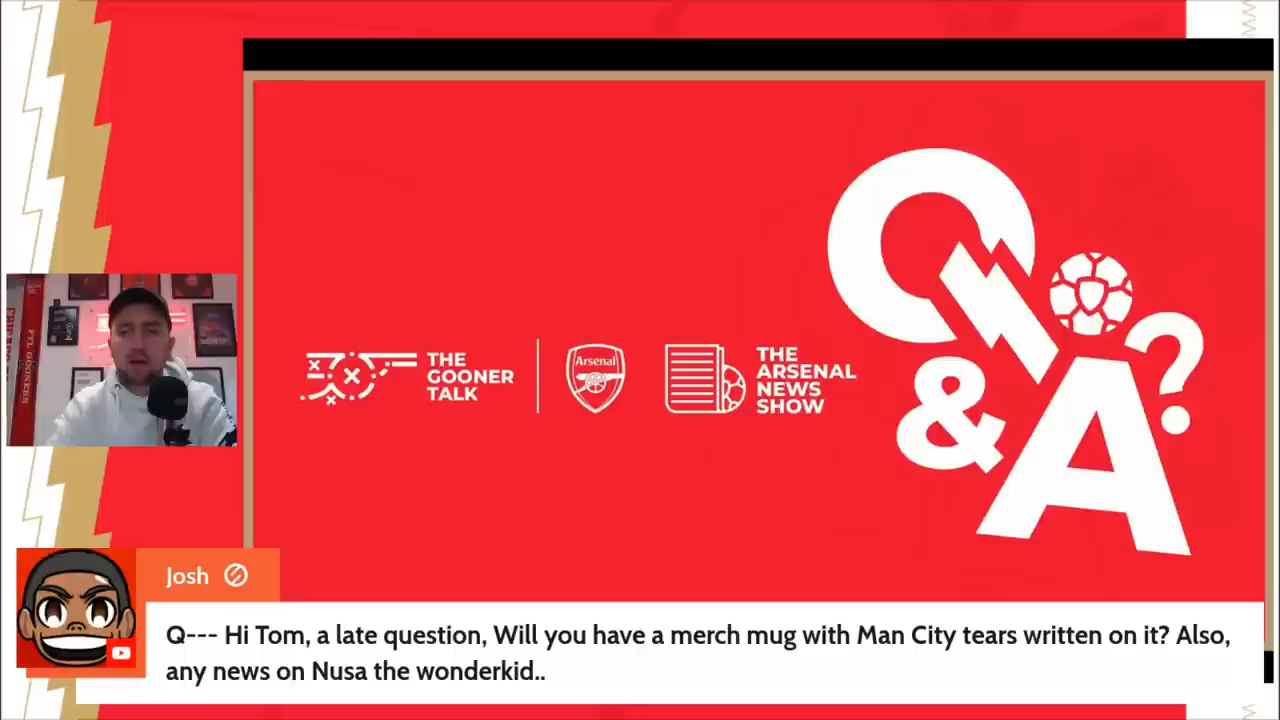 THE
GOONER
TALK
Arsenal
THE
ARSENAL
NEWS
SHOW
Q
&
A?
Josh
Q--- Hi Tom, a late question, Will you have a merch mug with Man City tears written on it? Also,
any news on Nusa the wonderkid..